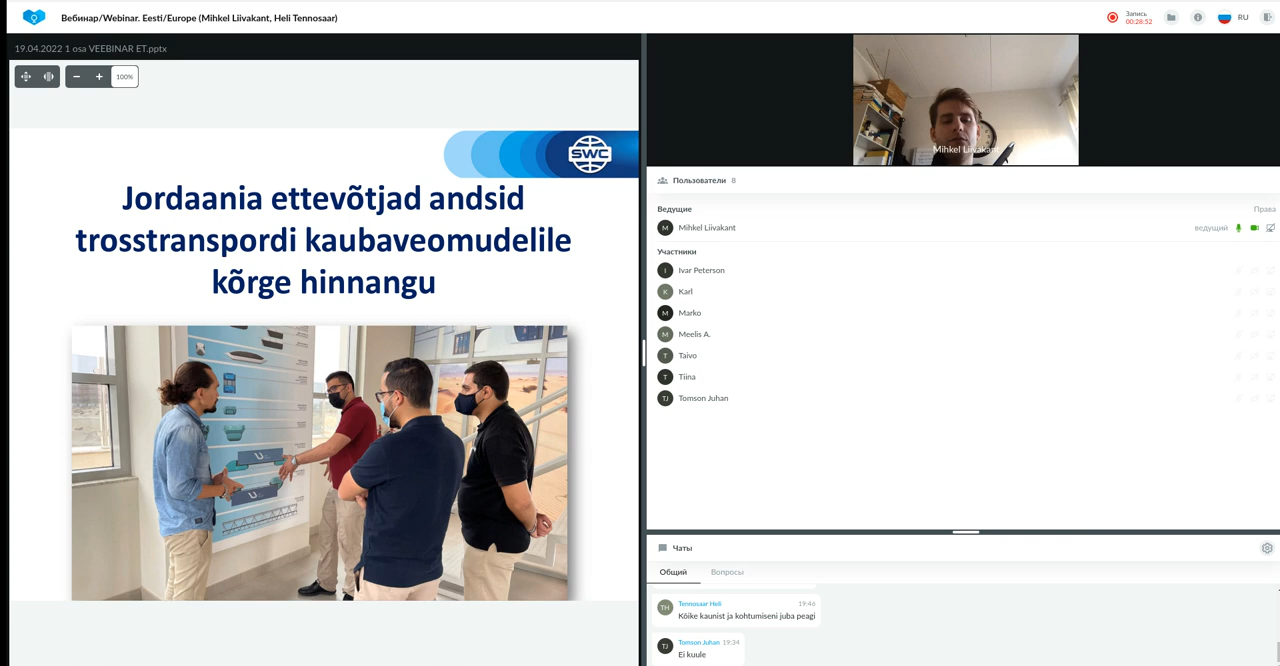 Вебинар/Webinar. Eesti/Europe (Mihkel Liivakant, Heli Tennosaar)
Запись
00:28:52
RU
19.04.2022 1 osa VEEBINAR ET.pptx
100%
SWC
Jordaania ettevõtjad andsid
trosstranspordi kaubaveomudelile
kõrge hinnangu
Mihkel Liivakant
Пользователи 8
Ведущие
Права
M Mihkel Liivakant
ведущий
Участники
I Ivar Peterson
K Karl
M Marko
M Meelis A.
T Taivo
T Tiina
TJ Tomson Juhan
Чаты
Общий
Вопросы
TH Tennosaar Heli 19:46
Kõike kaunist ja kohtumiseni juba peagi
TJ Tomson Juhan 19:34
Ei kuule